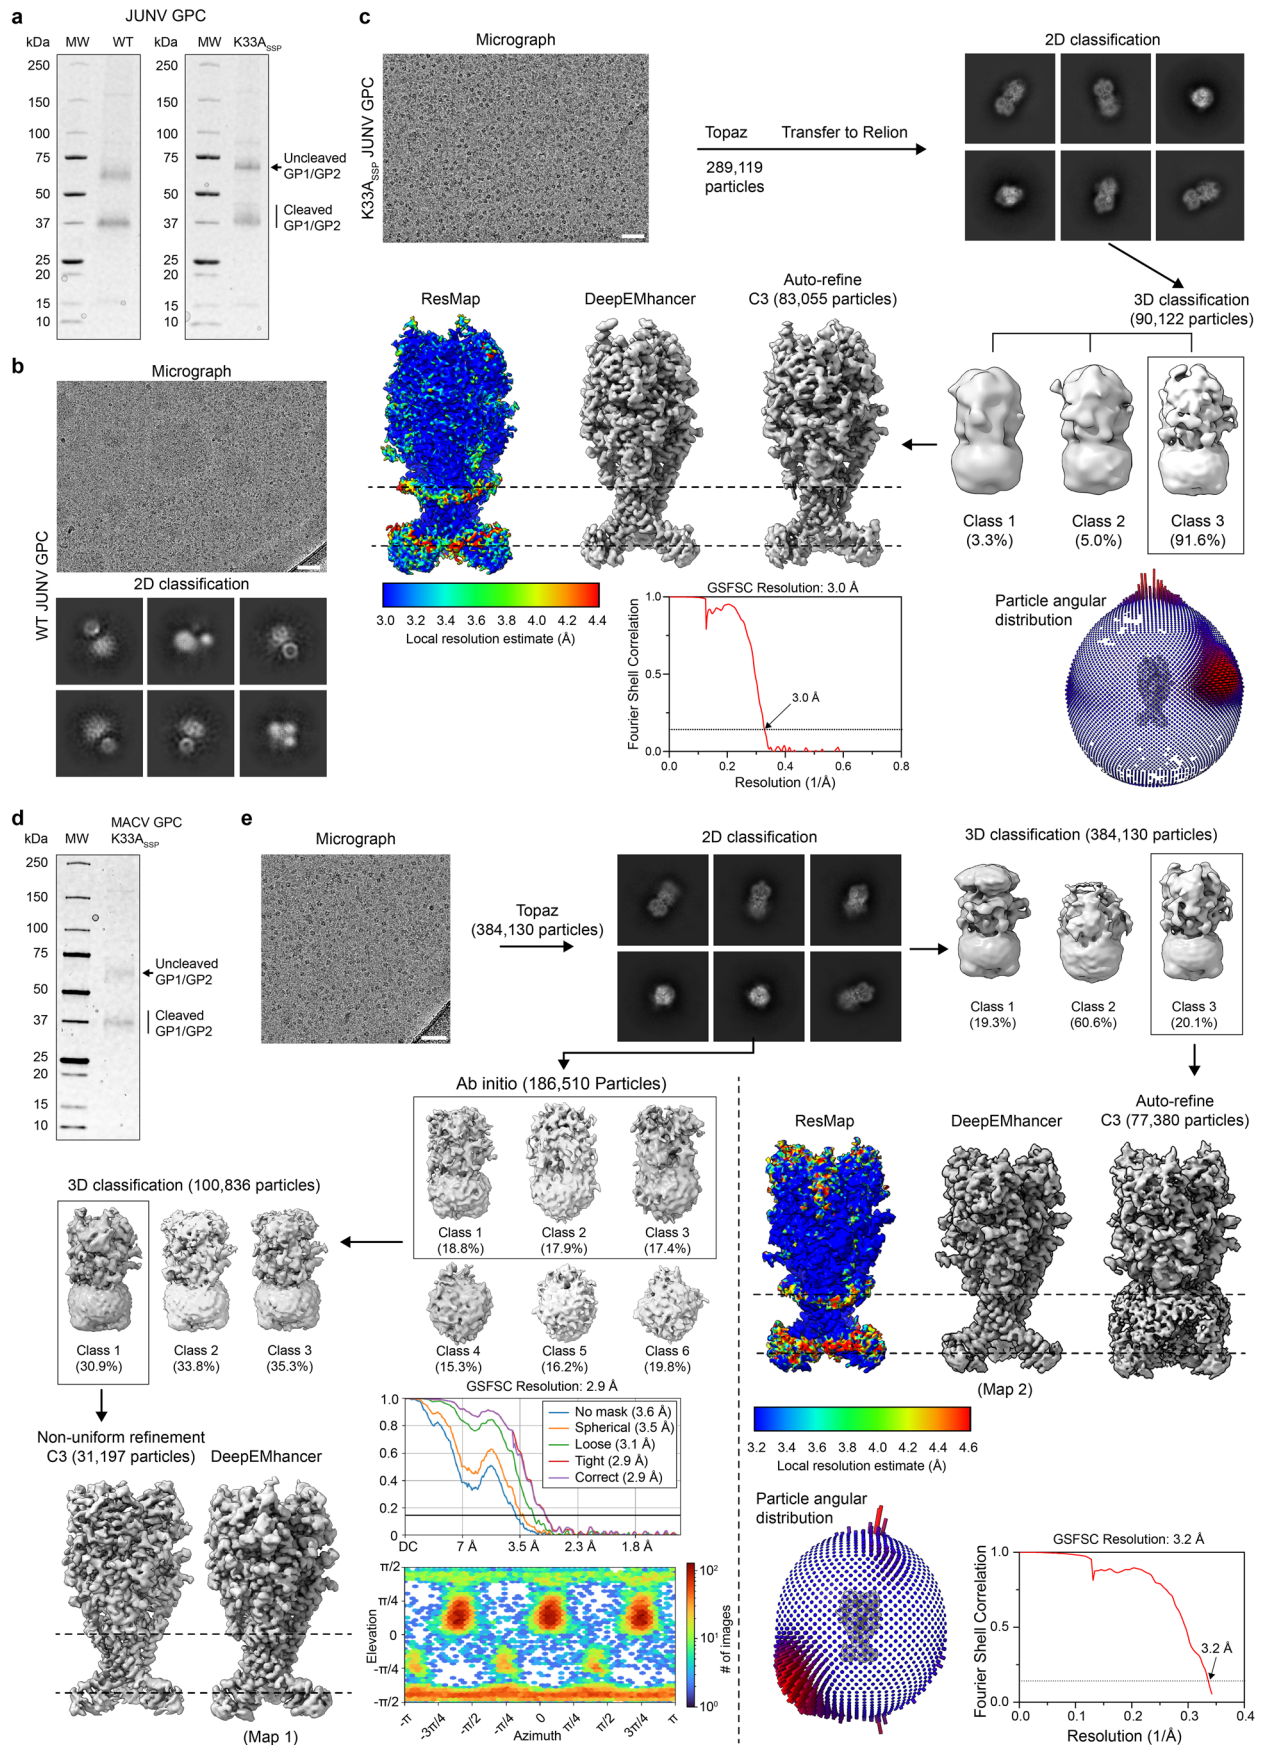 a
JUNV GPC
kDa MW WT kDa MW K33ASSP
250 250
150 150
100 100
75 75
50 50
37 37
25 25
20 20
15 15
10 10
Uncleaved
GP1/GP2
Cleaved
GP1/GP2
b
Micrograph
WT JUNV GPC
2D classification
c
Micrograph
K33ASSP JUNV GPC
Topaz Transfer to Relion
289,119
particles
2D classification
3D classification
(90,122 particles)
Class 1
(3.3%)
Class 2
(5.0%)
Class 3
(91.6%)
ResMap
DeepEMhancer
Auto-refine
C3 (83,055 particles)
3.0 3.2 3.4 3.6 3.8 4.0 4.2 4.4
Local resolution estimate (Å)
GSFSC Resolution: 3.0 Å
Fourier Shell Correlation
1.0
0.5
0.0
3.0 Å
0.0 0.2 0.4 0.6 0.8
Resolution (1/Å)
Particle angular
distribution
d
MACV GPC
kDa MW K33ASSP
250
150
100
75
50
37
25
20
15
10
Uncleaved
GP1/GP2
Cleaved
GP1/GP2
e
Micrograph
Topaz
(384,130 particles)
2D classification
3D classification (384,130 particles)
Class 1
(19.3%)
Class 2
(60.6%)
Class 3
(20.1%)
Ab initio (186,510 Particles)
Class 1
(18.8%)
Class 2
(17.9%)
Class 3
(17.4%)
Class 4
(15.3%)
Class 5
(16.2%)
Class 6
(19.8%)
3D classification (100,836 particles)
Class 1
(30.9%)
Class 2
(33.8%)
Class 3
(35.3%)
Non-uniform refinement
C3 (31,197 particles)
DeepEMhancer
(Map 1)
GSFSC Resolution: 2.9 Å
1.0
0.8
0.6
0.4
0.2
0
No mask (3.6 Å)
Spherical (3.5 Å)
Loose (3.1 Å)
Tight (2.9 Å)
Correct (2.9 Å)
DC 7 Å 3.5 Å 2.3 Å 1.8 Å
Elevation
π/2
π/4
0
-π/4
-π/2
-π -3π/4 -π/2 -π/4 0 π/4 π/2 3π/4 π
Azimuth
10²
10¹
10⁰
# of images
ResMap
DeepEMhancer
Auto-refine
C3 (77,380 particles)
(Map 2)
3.2 3.4 3.6 3.8 4.0 4.2 4.4 4.6
Local resolution estimate (Å)
Particle angular
distribution
GSFSC Resolution: 3.2 Å
Fourier Shell Correlation
1.0
0.5
0.0
3.2 Å
0.0 0.1 0.2 0.3 0.4
Resolution (1/Å)